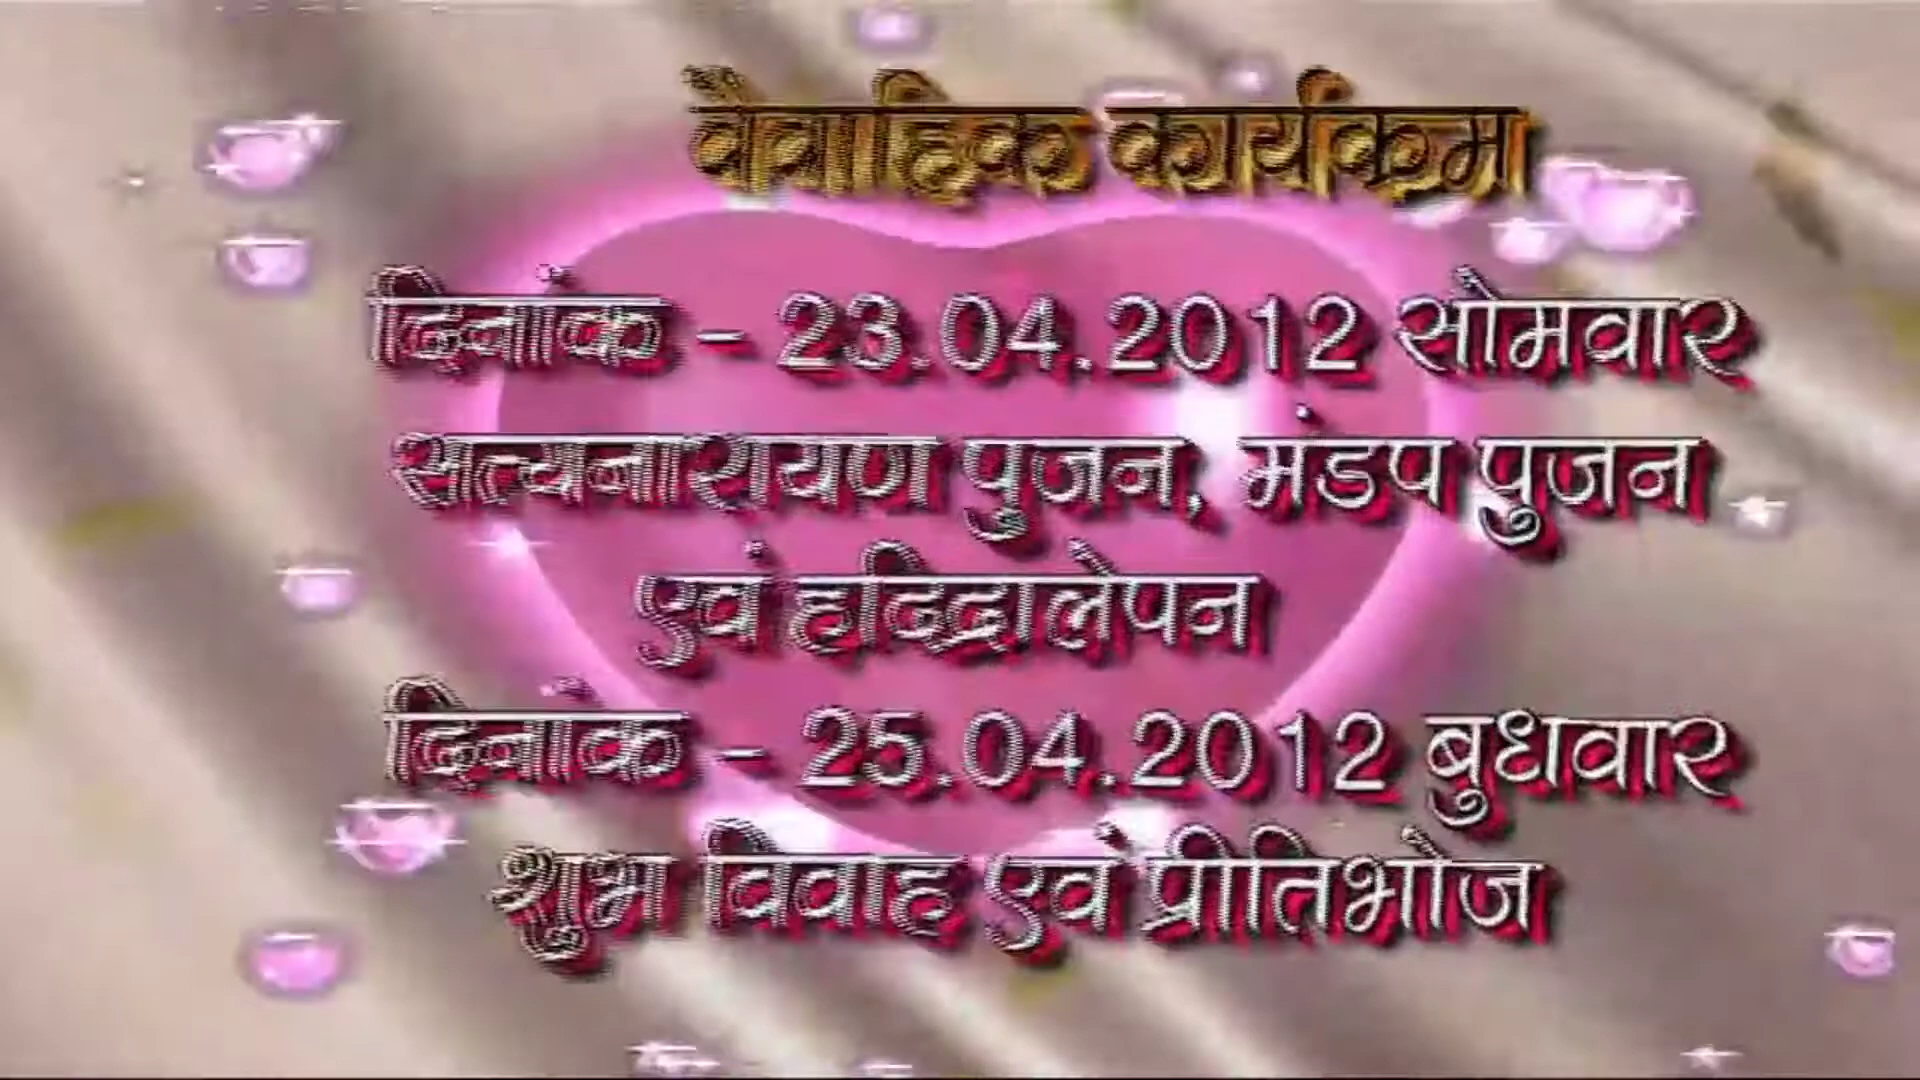 वैवाहिक कार्यक्रम
दिनांक - 23.04.2012 सोमवार
सत्यनारायण पुजन, मंडप पुजन
एवं हरिद्रालेपन
दिनांक - 25.04.2012 बुधवार
शुभ विवाह एवं प्रीतिभोज